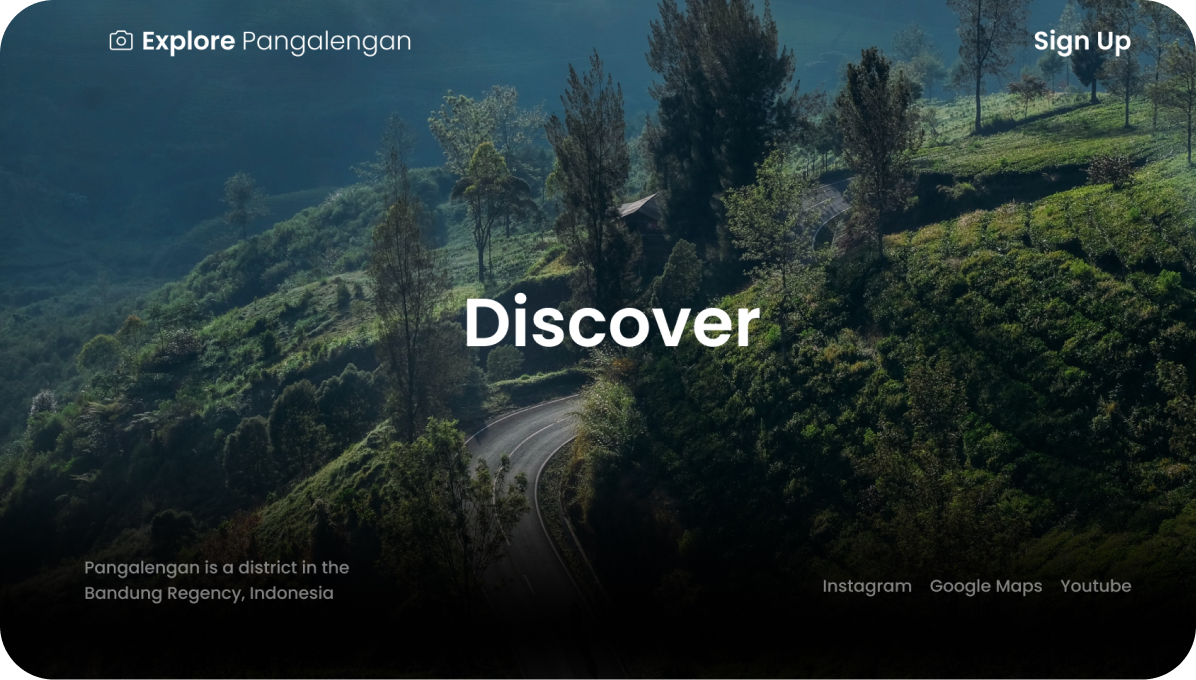 Explore Pangalengan
Sign Up
Discover
Pangalengan is a district in the
Bandung Regency, Indonesia
Instagram Google Maps Youtube